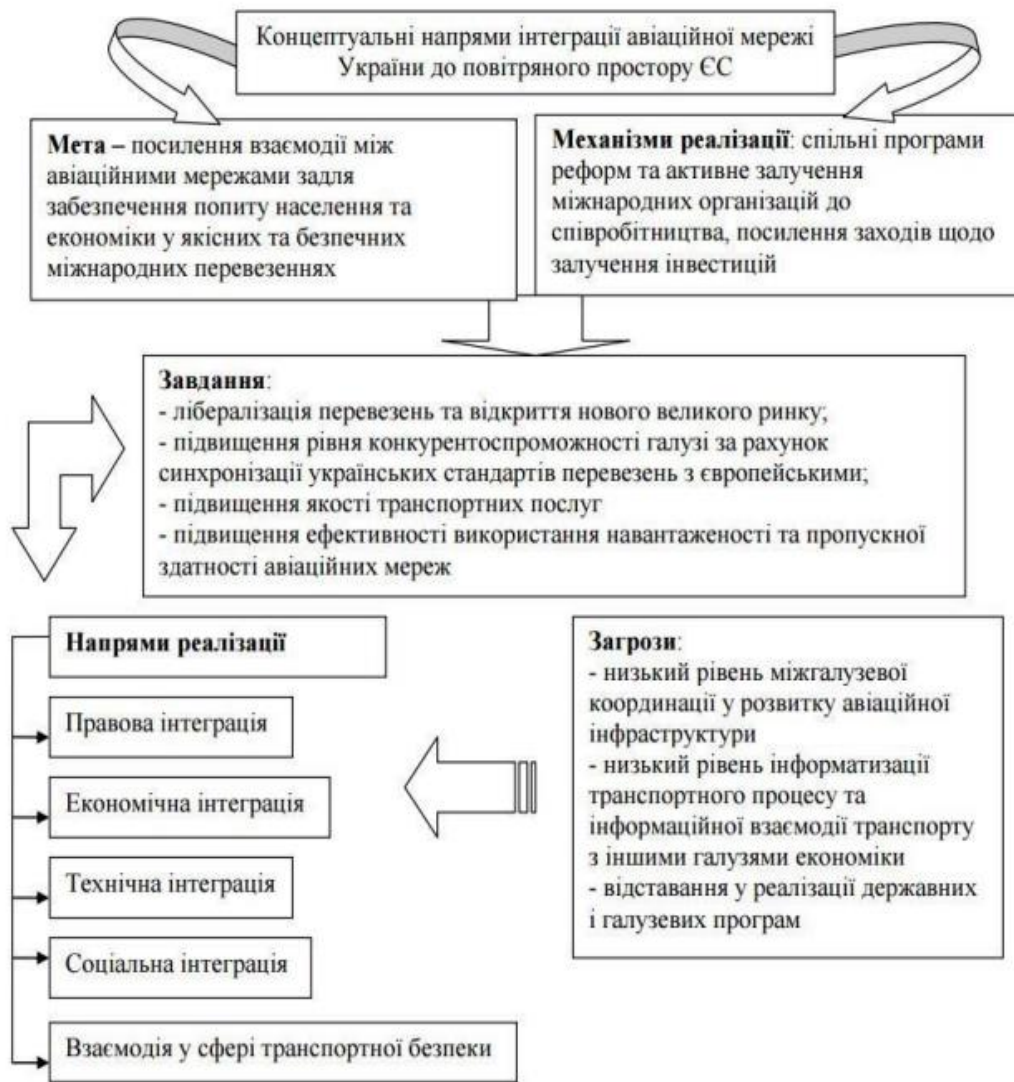 Концептуальні напрями інтеграції авіаційної мережі
України до повітряного простору ЄС
Мета – посилення взаємодії між
авіаційними мережами задля
забезпечення попиту населення та
економіки у якісних та безпечних
міжнародних перевезеннях
Механізми реалізації: спільні програми
реформ та активне залучення
міжнародних організацій до
співробітництва, посилення заходів щодо
залучення інвестицій
Завдання:
- лібералізація перевезень та відкриття нового великого ринку;
- підвищення рівня конкурентоспроможності галузі за рахунок
синхронізації українських стандартів перевезень з європейськими;
- підвищення якості транспортних послуг
- підвищення ефективності використання навантаженості та пропускної
здатності авіаційних мереж
Напрями реалізації
Правова інтеграція
Економічна інтеграція
Технічна інтеграція
Соціальна інтеграція
Взаємодія у сфері транспортної безпеки
Загрози:
- низький рівень міжгалузевої
координації у розвитку авіаційної
інфраструктури
- низький рівень інформатизації
транспортного процесу та
інформаційної взаємодії транспорту
з іншими галузями економіки
- відставання у реалізації державних
і галузевих програм